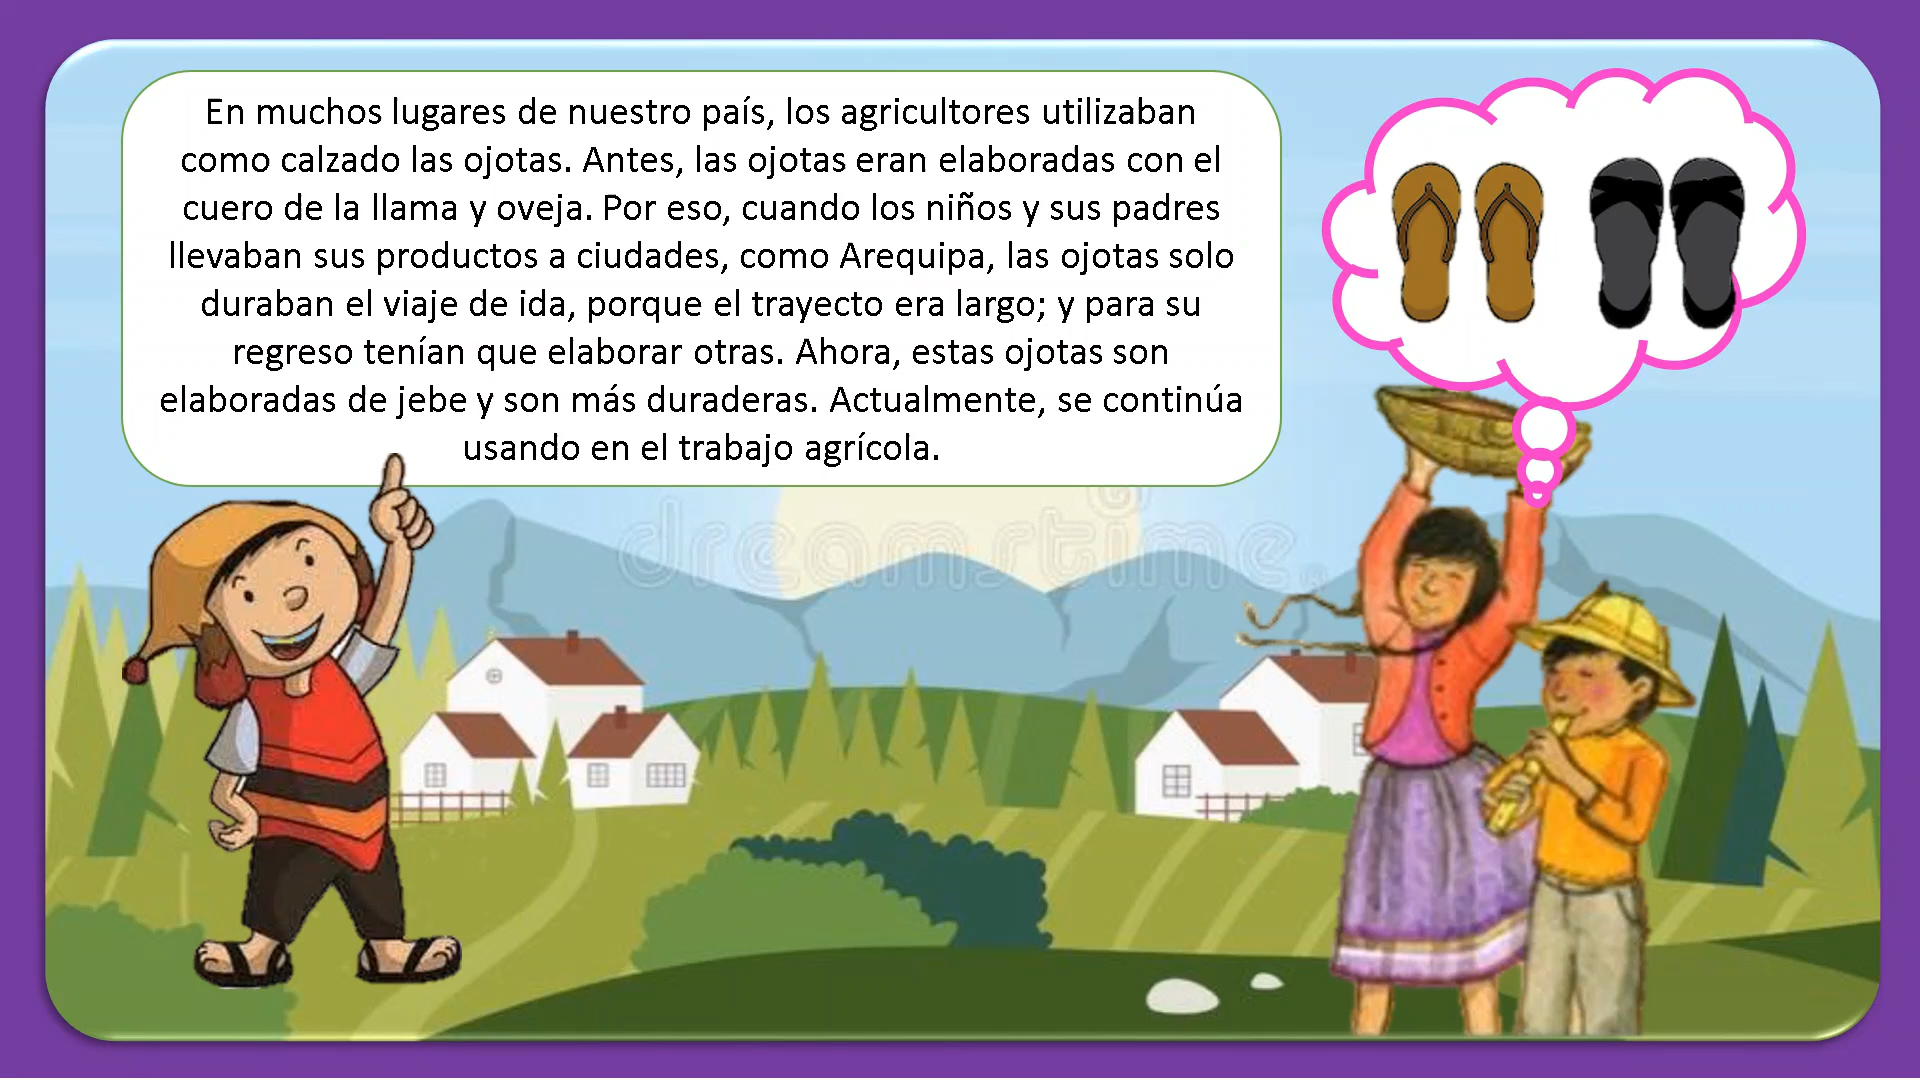 En muchos lugares de nuestro país, los agricultores utilizaban
como calzado las ojotas. Antes, las ojotas eran elaboradas con el
cuero de la llama y oveja. Por eso, cuando los niños y sus padres
llevaban sus productos a ciudades, como Arequipa, las ojotas solo
duraban el viaje de ida, porque el trayecto era largo; y para su
regreso tenían que elaborar otras. Ahora, estas ojotas son
elaboradas de jebe y son más duraderas. Actualmente, se continúa
usando en el trabajo agrícola.
dreamstime.